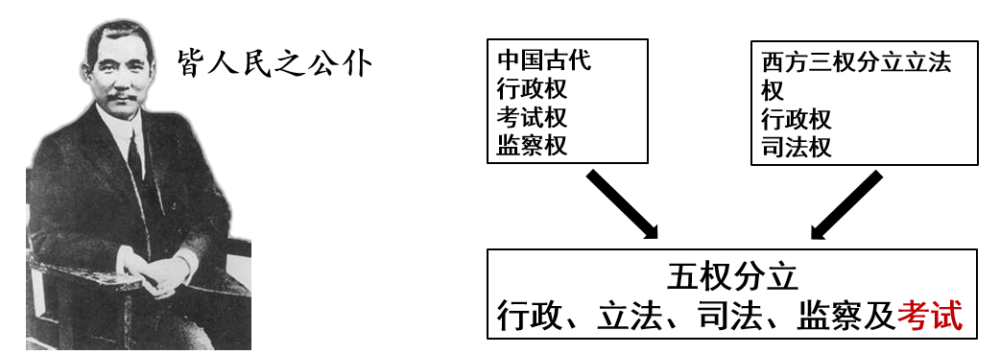 皆人民之公仆
中国古代
行政权
考试权
监察权
西方三权分立立法
权
行政权
司法权
五权分立
行政、立法、司法、监察及考试